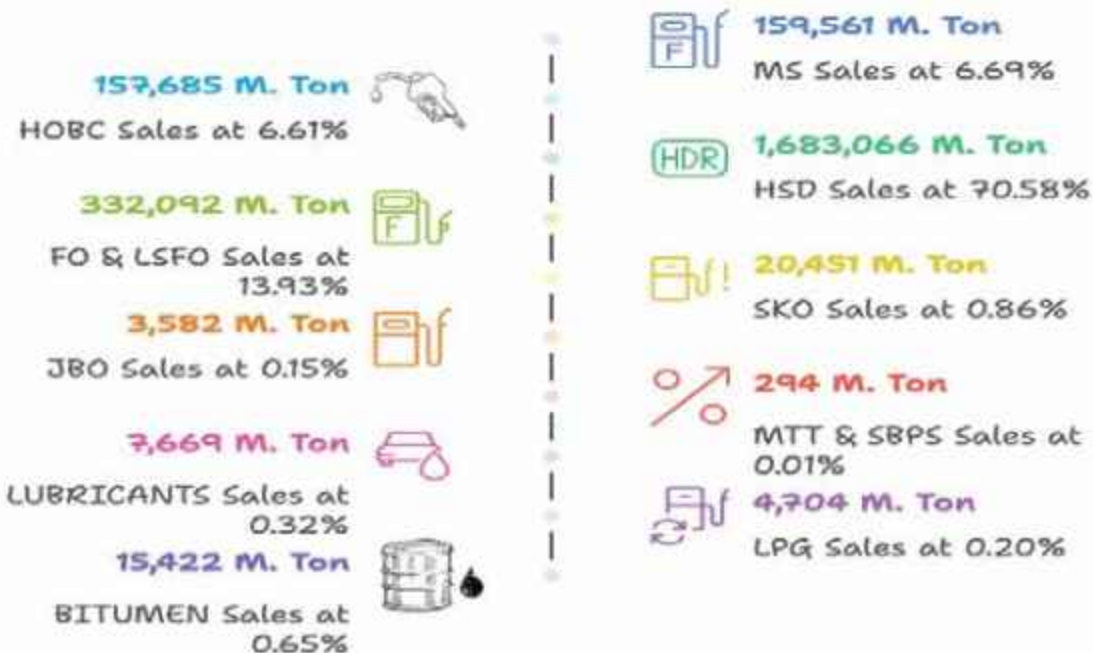 157,685 M. Ton
HOBC Sales at 6.61%
332,092 M. Ton
FO & LSFO Sales at
13.93%
3,582 M. Ton
JBO Sales at 0.15%
7,669 M. Ton
LUBRICANTS Sales at
0.32%
15,422 M. Ton
BITUMEN Sales at
0.65%
F
F
159,561 M. Ton
MS Sales at 6.69%
HDR
1,683,066 M. Ton
HSD Sales at 70.58%
20,451 M. Ton
!
SKO Sales at 0.86%
294 M. Ton
MTT & SBPS Sales at
0.01%
4,704 M. Ton
LPG Sales at 0.20%